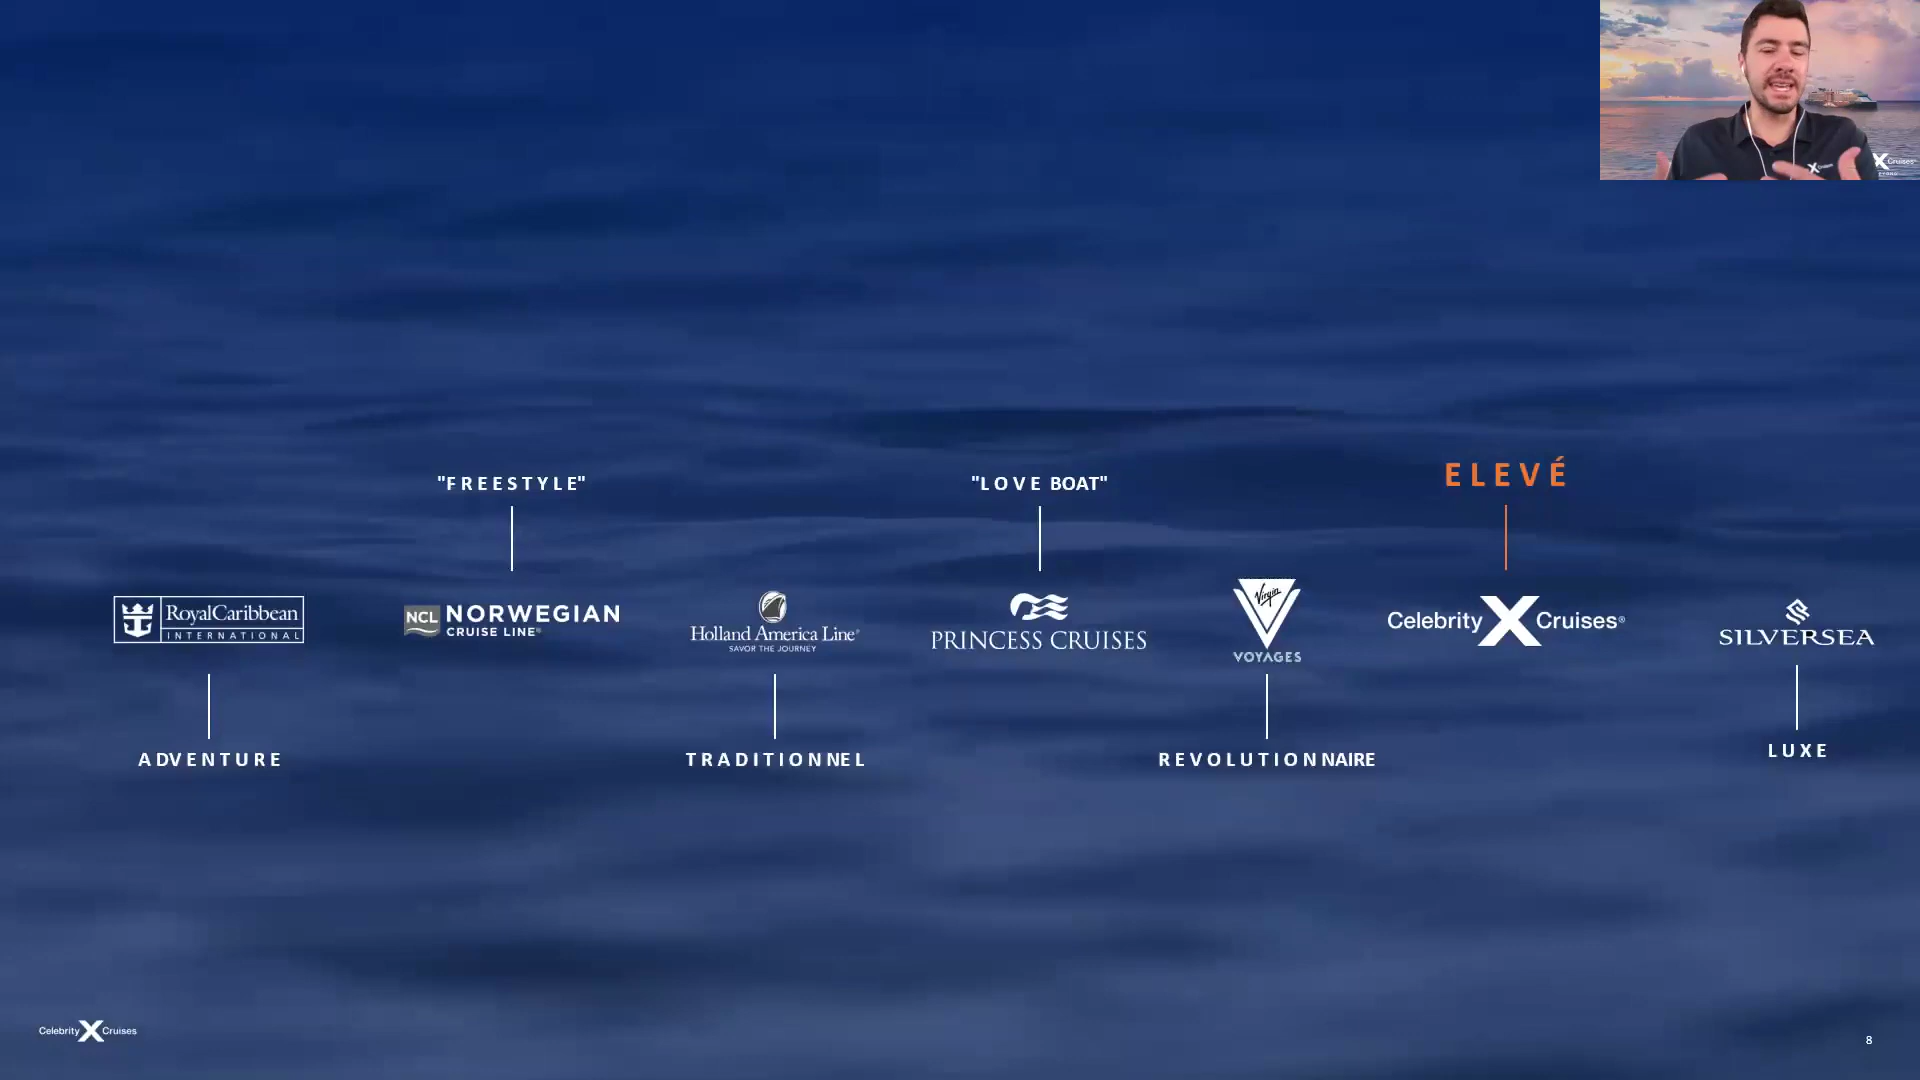 X Cruises
"FREESTYLE"
"LOVE BOAT"
ELEVÉ
RoyalCaribbean
INTERNATIONAL
NCL NORWEGIAN
CRUISE LINE®
Holland America Line®
SAVOR THE JOURNEY
PRINCESS CRUISES
Virgin
VOYAGES
Celebrity X Cruises®
SILVERSEA
ADVENTURE
TRADITIONNEL
REVOLUTIONNAIRE
LUXE
Celebrity X Cruises
8